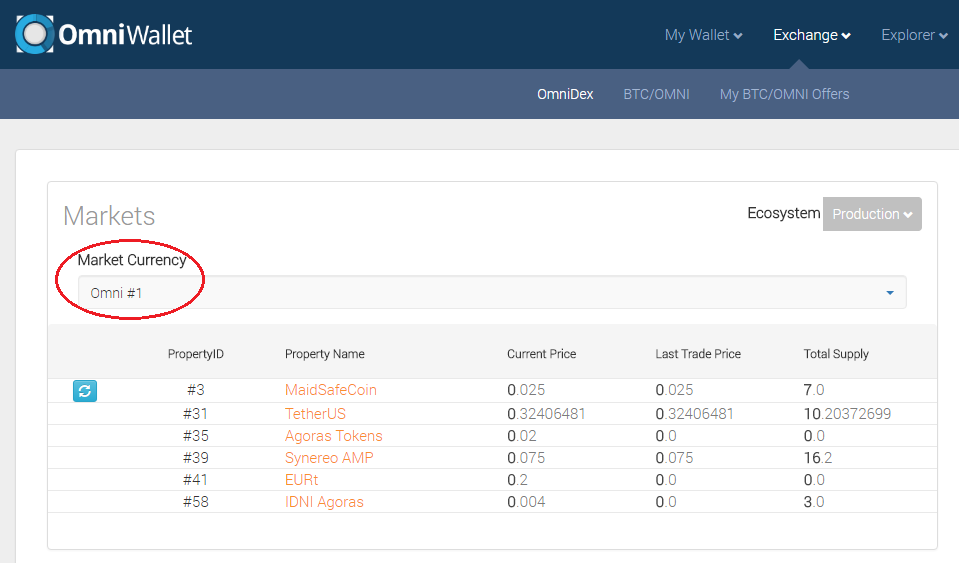 OmniWallet My Wallet Exchange Explorer
OmniDex BTC/OMNI My BTC/OMNI Offers
Markets Ecosystem Production
Market Currency
Omni #1
PropertyID Property Name Current Price Last Trade Price Total Supply
#3 MaidSafeCoin 0.025 0.025 7.0
#31 TetherUS 0.32406481 0.32406481 10.20372699
#35 Agoras Tokens 0.02 0.0 0.0
#39 Synereo AMP 0.075 0.075 16.2
#41 EURt 0.2 0.0 0.0
#58 IDNI Agoras 0.004 0.0 3.0